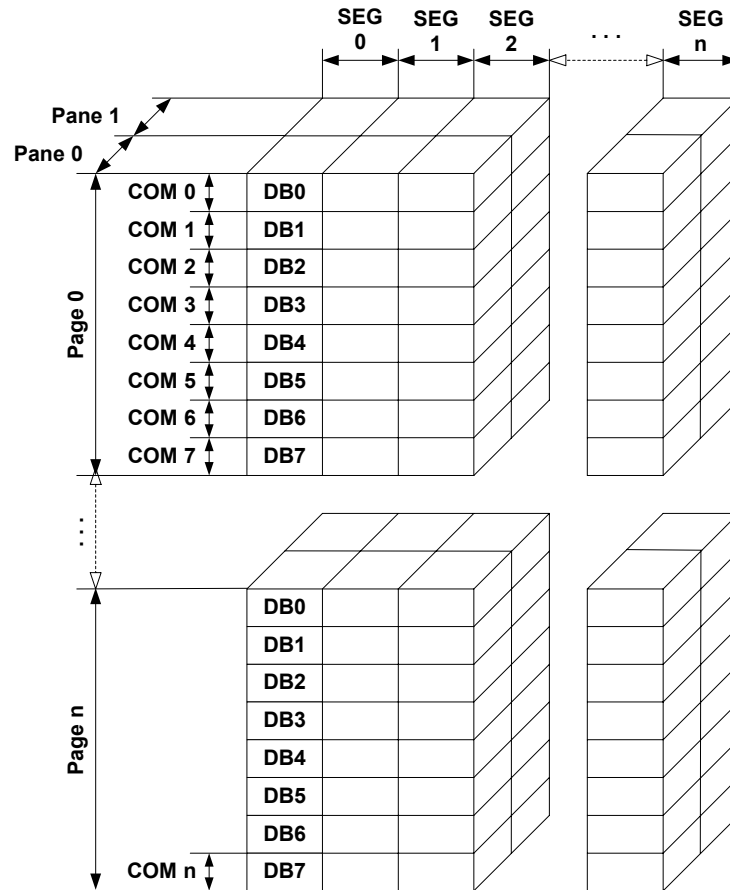 SEG 0
SEG 1
SEG 2
. . .
SEG n
Pane 1
Pane 0
Page 0
COM 0 DB0
COM 1 DB1
COM 2 DB2
COM 3 DB3
COM 4 DB4
COM 5 DB5
COM 6 DB6
COM 7 DB7
. . .
Page n
DB0
DB1
DB2
DB3
DB4
DB5
DB6
COM n DB7